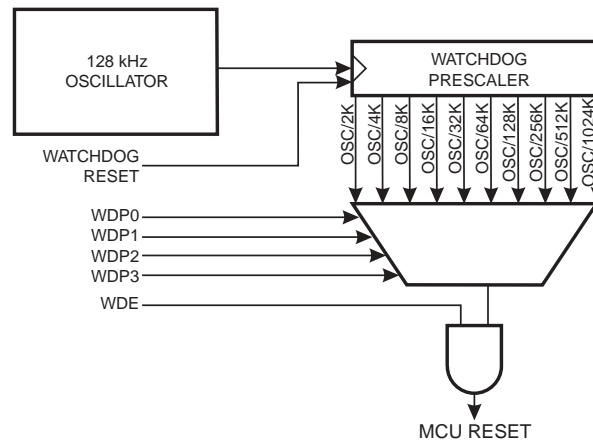 128 kHz
OSCILLATOR
WATCHDOG
PRESCALER
OSC/2K
OSC/4K
OSC/8K
OSC/16K
OSC/32K
OSC/64K
OSC/128K
OSC/256K
OSC/512K
OSC/1024K
WATCHDOG
RESET
WDP0
WDP1
WDP2
WDP3
WDE
MCU RESET